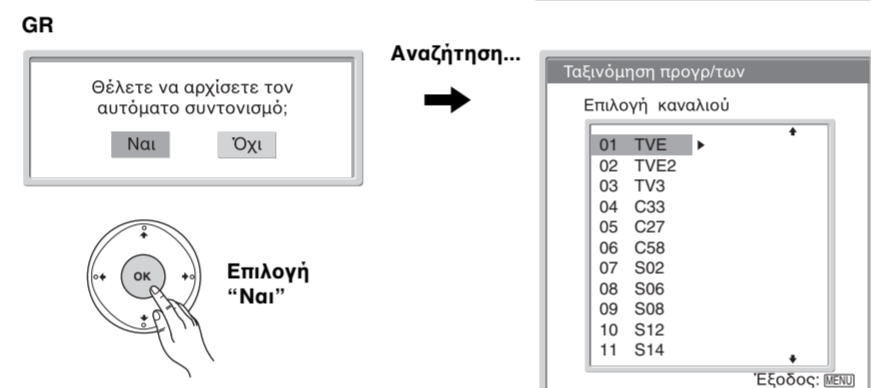 GR
Θέλετε να αρχίσετε τον
αυτόματο συντονισμό;
Ναι Όχι
OK
Επιλογή
“Ναι”
Αναζήτηση...
Ταξινόμηση προγρ/των
Επιλογή καναλιού
01 TVE
02 TVE2
03 TV3
04 C33
05 C27
06 C58
07 S02
08 S06
09 S08
10 S12
11 S14
Έξοδος: MENU